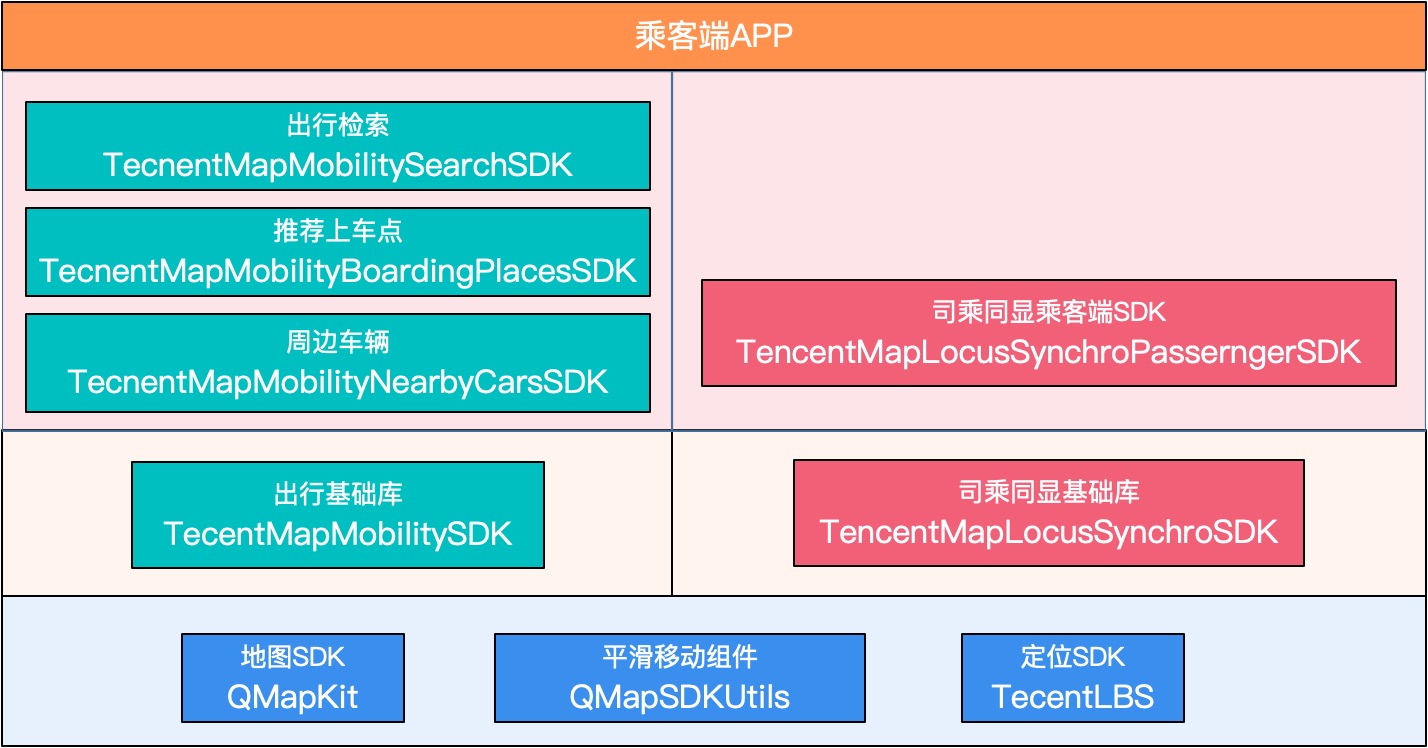 乘客端APP
出行检索
TecnentMapMobilitySearchSDK
推荐上车点
TecnentMapMobilityBoardingPlacesSDK
周边车辆
TecnentMapMobilityNearbyCarsSDK
司乘同显乘客端SDK
TencentMapLocusSynchroPasserngerSDK
出行基础库
TecentMapMobilitySDK
司乘同显基础库
TencentMapLocusSynchroSDK
地图SDK
QMapKit
平滑移动组件
QMapSDKUtils
定位SDK
TecentLBS